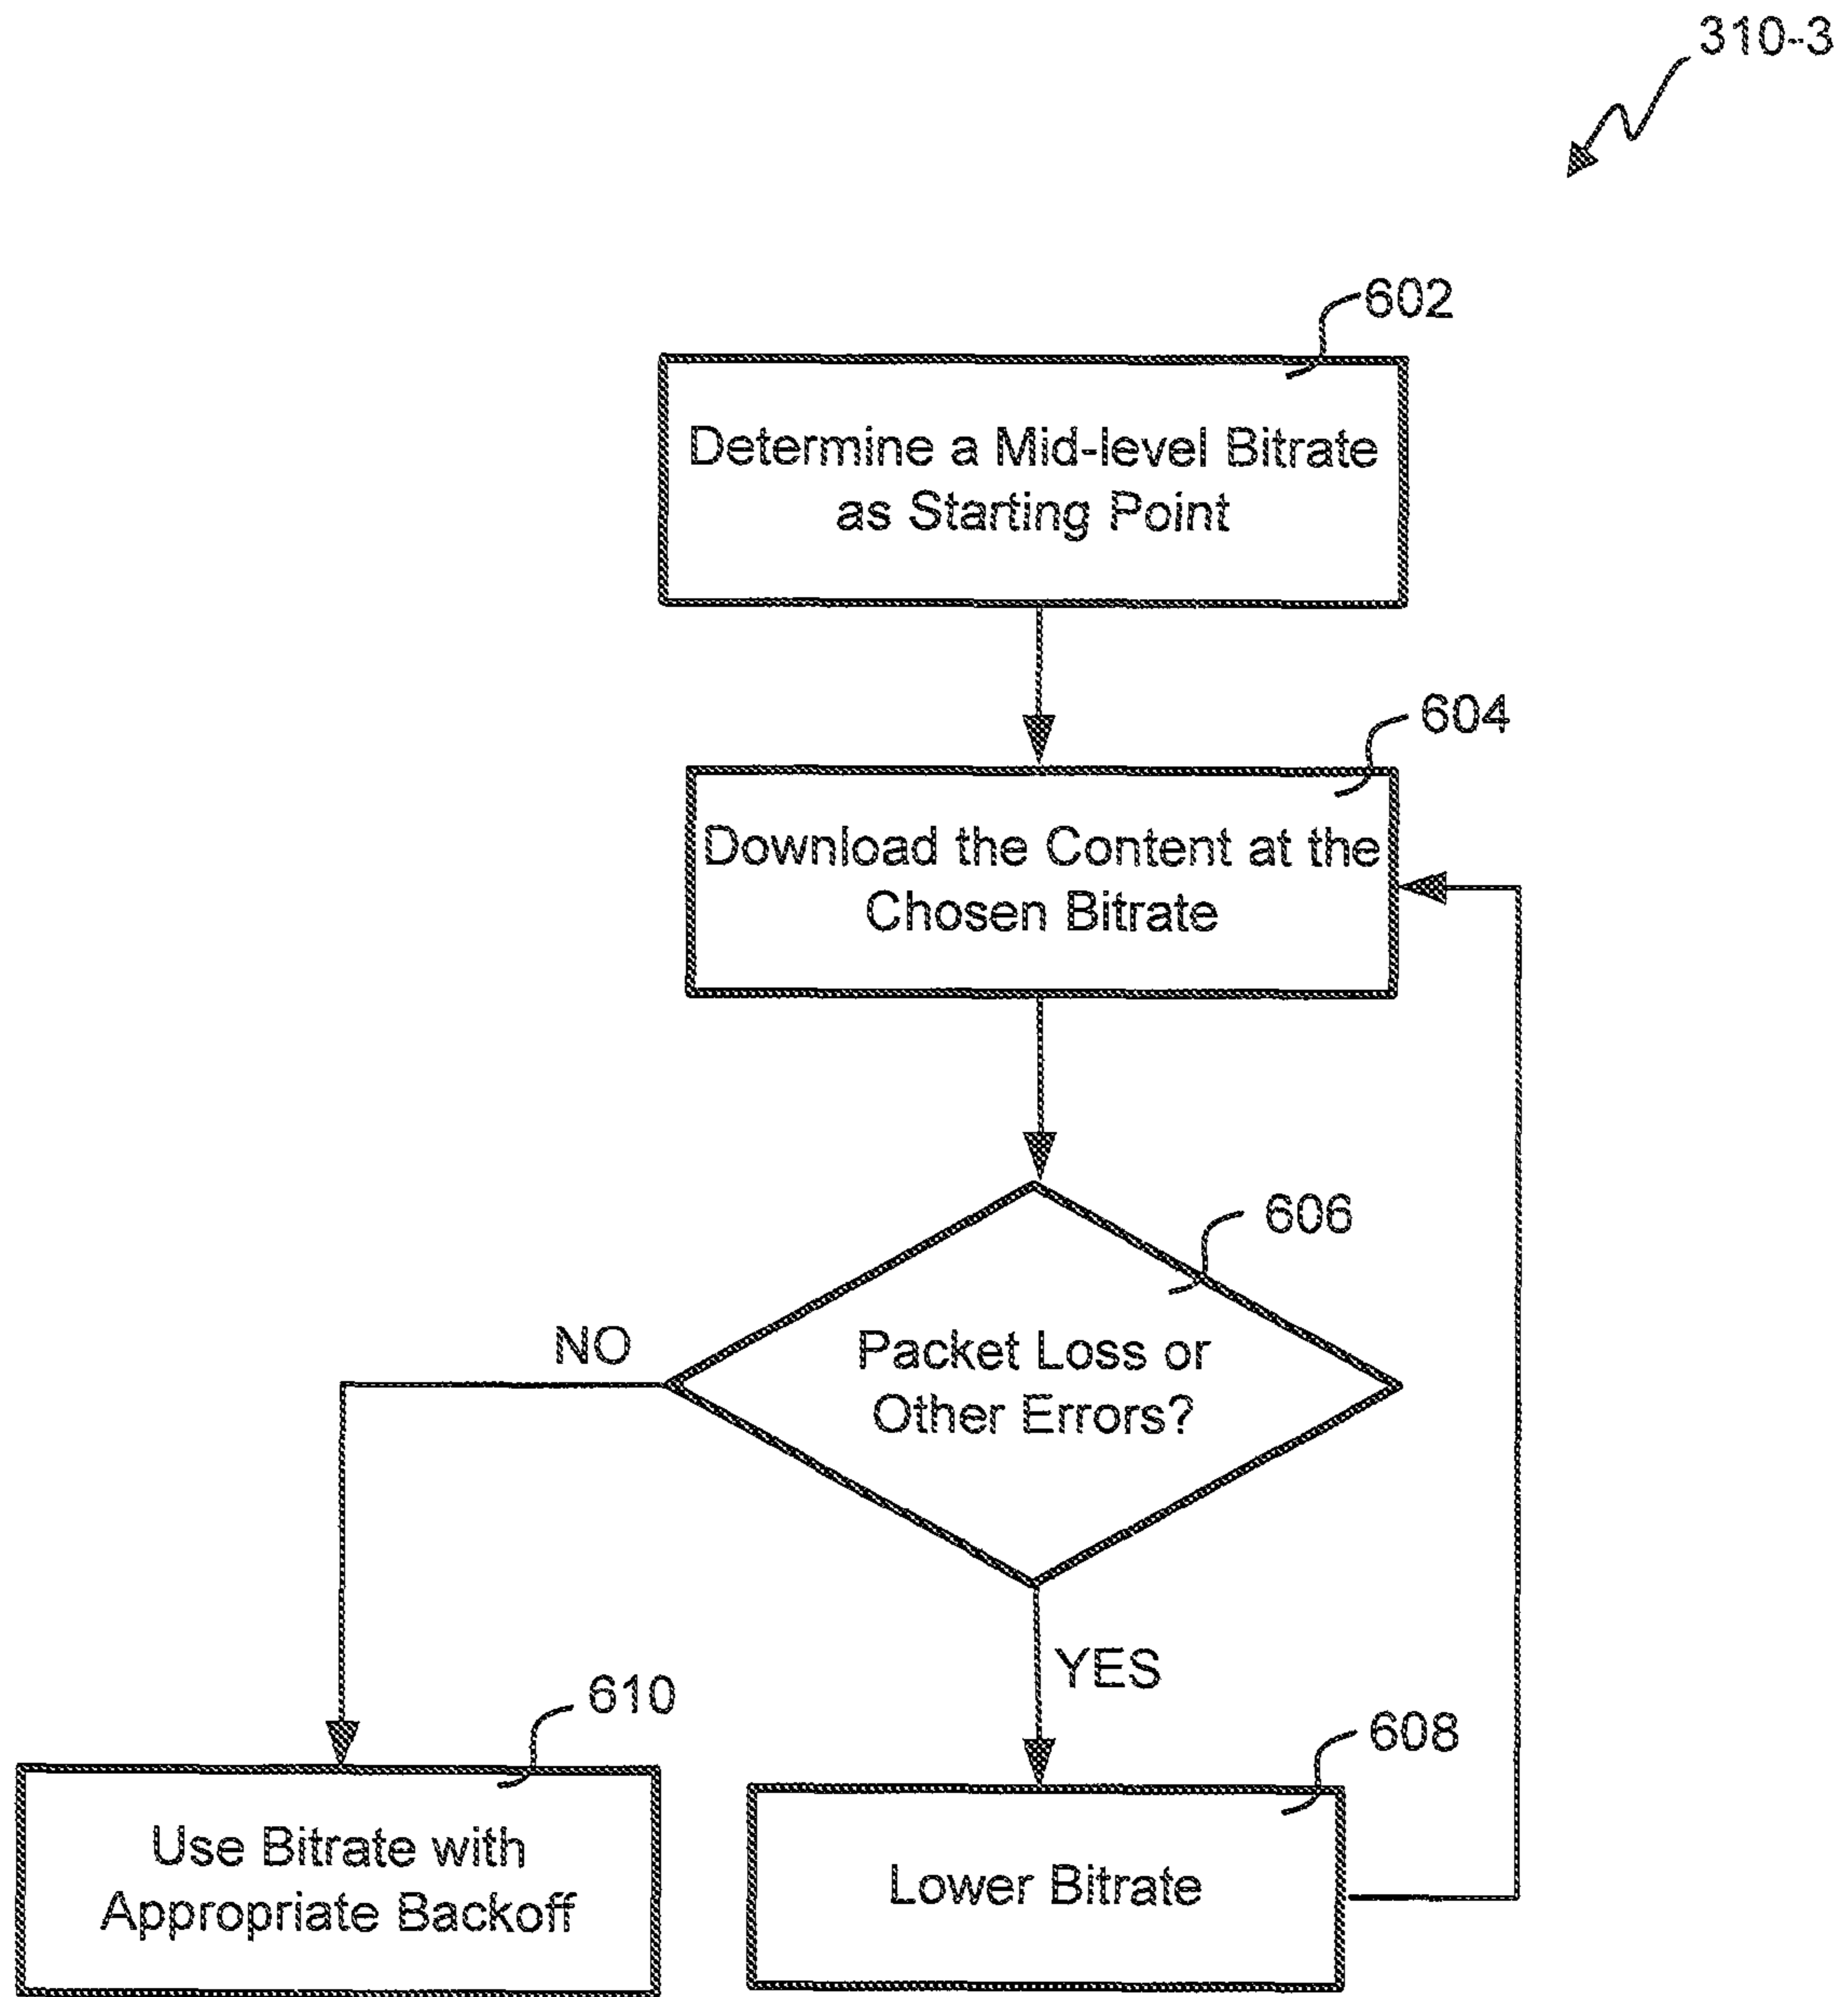 310-3
602
Determine a Mid-level Bitrate
as Starting Point
604
Download the Content at the
Chosen Bitrate
606
Packet Loss or
Other Errors?
NO
YES
610
Use Bitrate with
Appropriate Backoff
608
Lower Bitrate